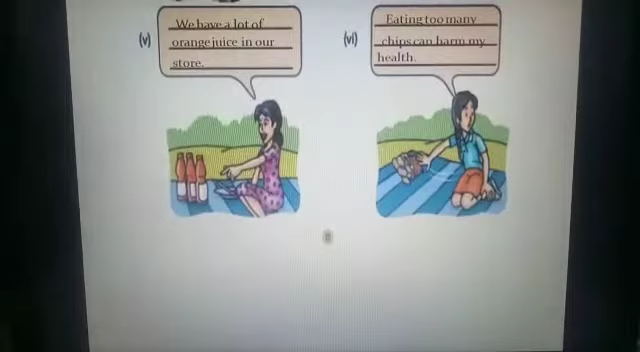 (v) We have a lot of
orange juice in our
store.
(vi) Eating too many
chips can harm my
health.